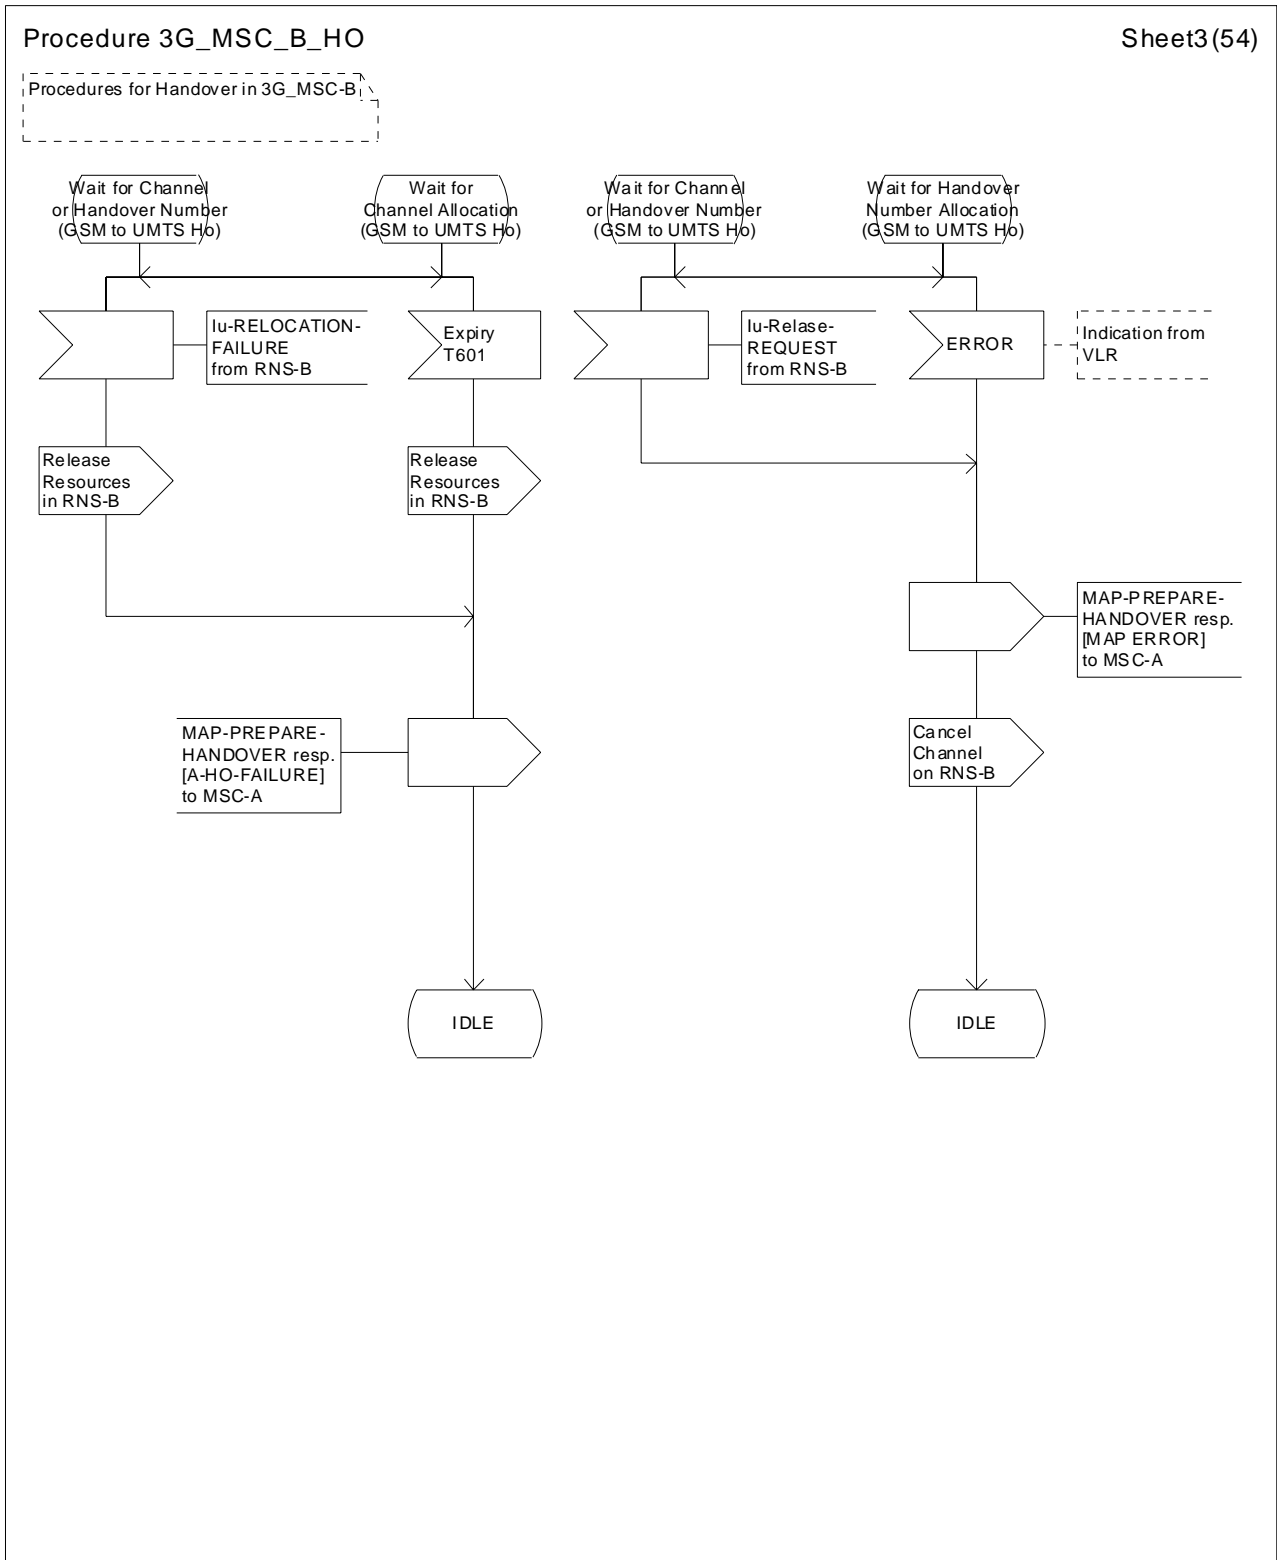 Procedure 3G_MSC_B_HO
Sheet3(54)
Procedures for Handover in 3G_MSC-B
Wait for Channel
or Handover Number
(GSM to UMTS Ho)
Wait for
Channel Allocation
(GSM to UMTS Ho)
Wait for Channel
or Handover Number
(GSM to UMTS Ho)
Wait for Handover
Number Allocation
(GSM to UMTS Ho)
Iu-RELOCATION-
FAILURE
from RNS-B
Expiry
T601
Iu-Relase-
REQUEST
from RNS-B
ERROR
Indication from
VLR
Release
Resources
in RNS-B
Release
Resources
in RNS-B
MAP-PREPARE-
HANDOVER resp.
[MAP ERROR]
to MSC-A
MAP-PREPARE-
HANDOVER resp.
[A-HO-FAILURE]
to MSC-A
Cancel
Channel
on RNS-B
IDLE
IDLE